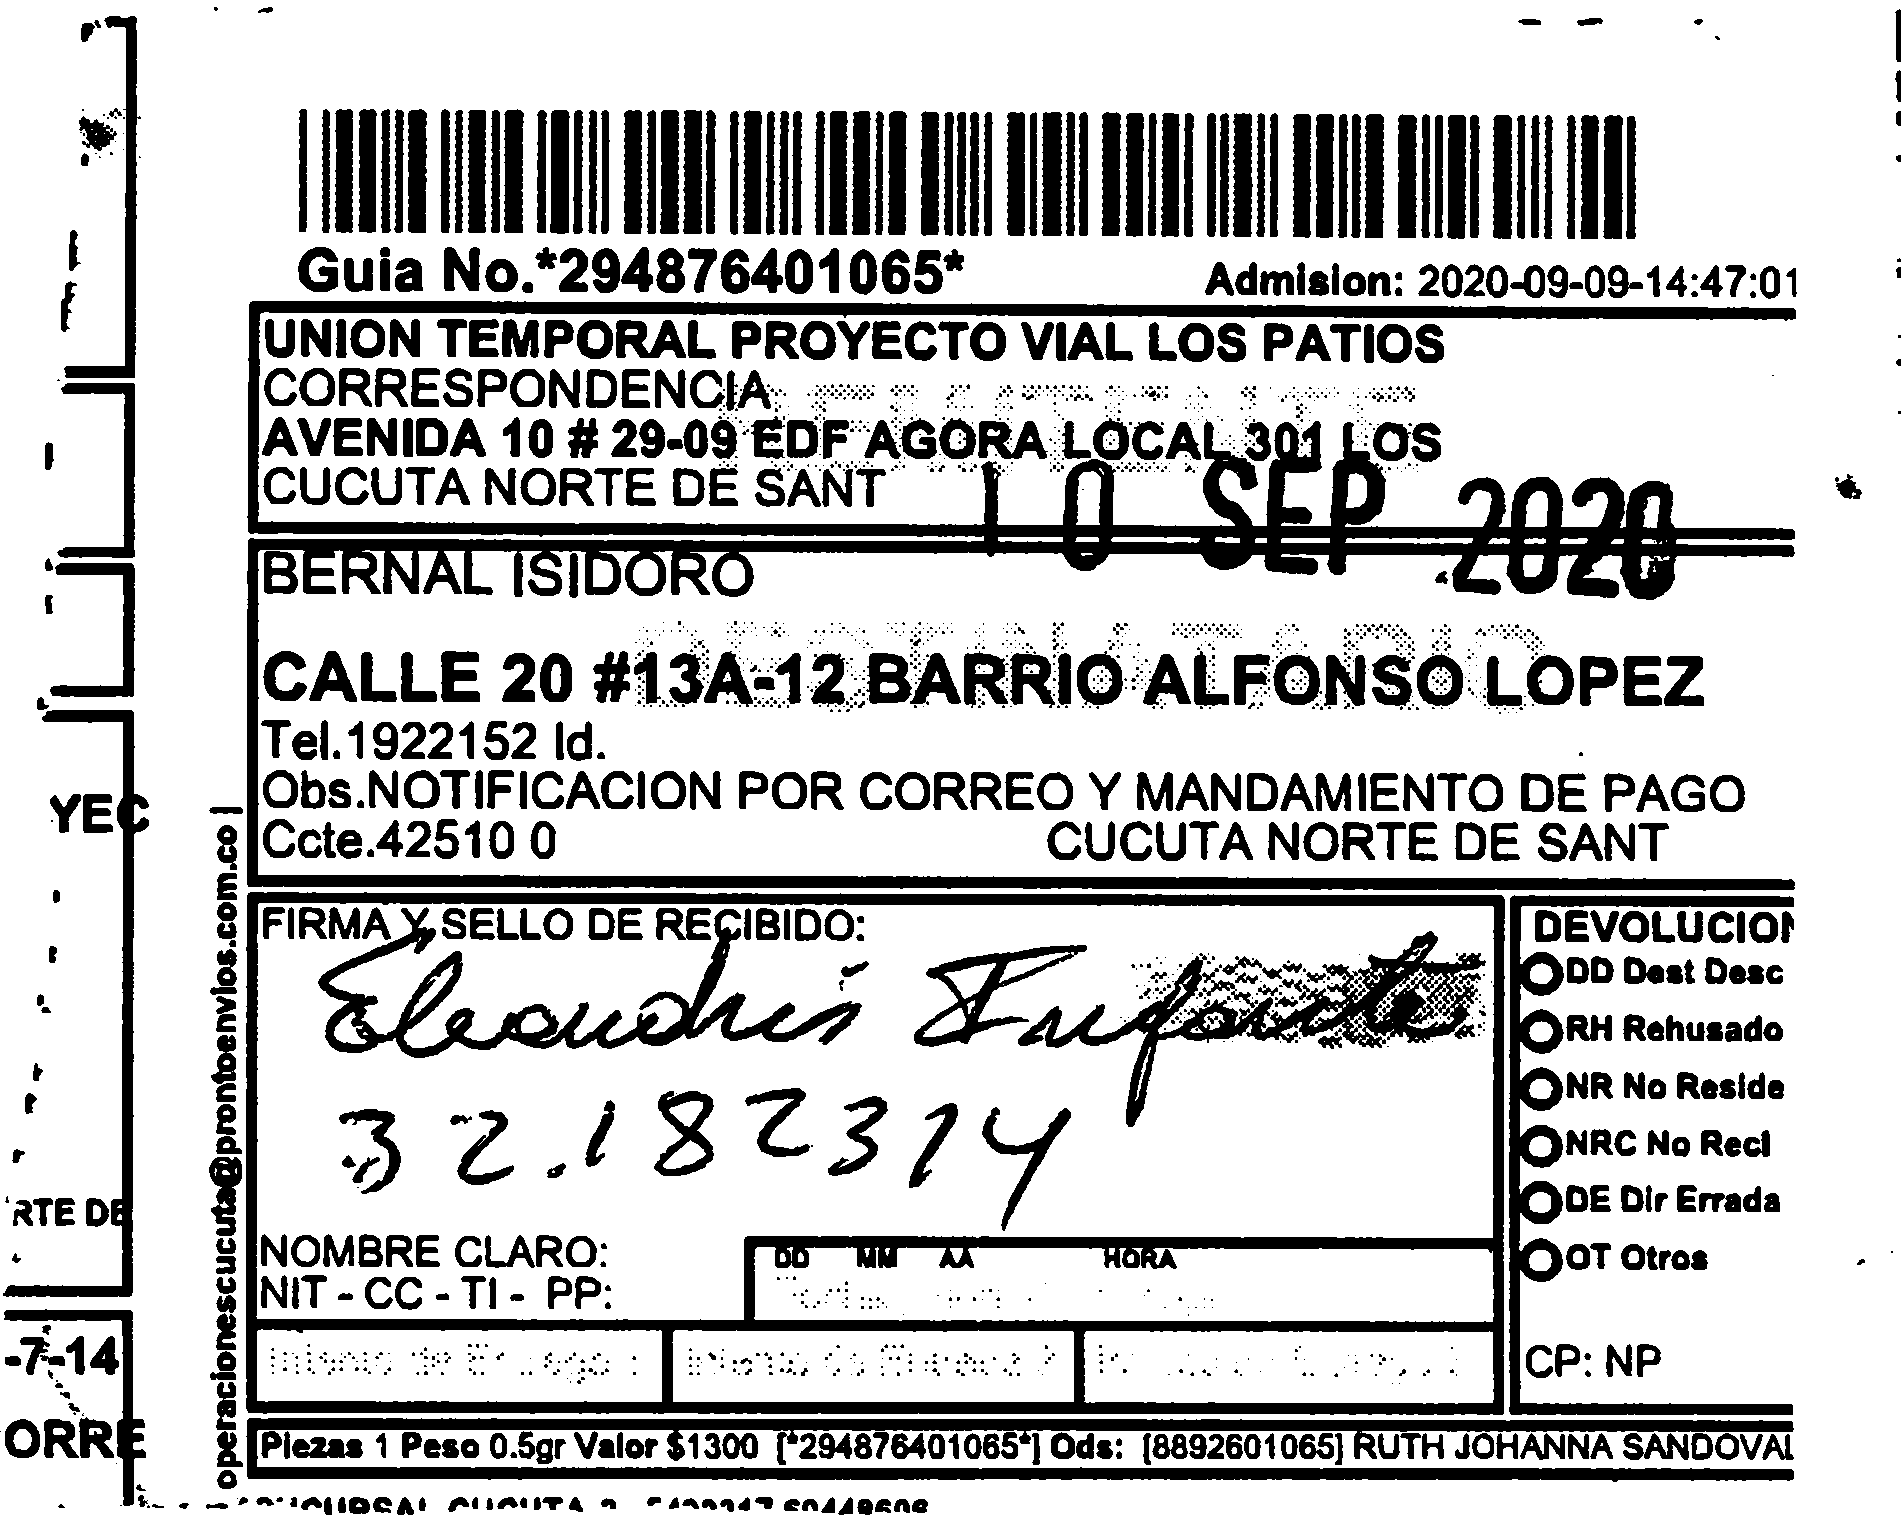 Guia No.*294876401065*
Admision: 2020-09-09-14:47:01
UNION TEMPORAL PROYECTO VIAL LOS PATIOS
CORRESPONDENCIA
REMITENTE
AVENIDA 10 # 29-09 EDF AGORA LOCAL 301 LOS
CUCUTA NORTE DE SANT
10 SEP 2020
BERNAL ISIDORO
DESTINATARIO
CALLE 20 #13A-12 BARRIO ALFONSO LOPEZ
Tel.1922152 Id.
Obs.NOTIFICACION POR CORREO Y MANDAMIENTO DE PAGO
Ccte.42510 0 CUCUTA NORTE DE SANT
YEC
operacionescucuta@prontoenvios.com.co |
FIRMA Y SELLO DE RECIBIDO:
Eleandris Infante
32.182314
NOMBRE CLARO:
NIT - CC - TI - PP:
DD MM AA HORA
DEVOLUCION
DD Dest Desc
RH Rehusado
NR No Reside
NRC No Reci
DE Dir Errada
OT Otros
CP: NP
RTE DE
-7-14
ORRE
Piezas 1 Peso 0.5gr Valor $1300 [*294876401065*] Ods: [8892601065] RUTH JOHANNA SANDOVAL